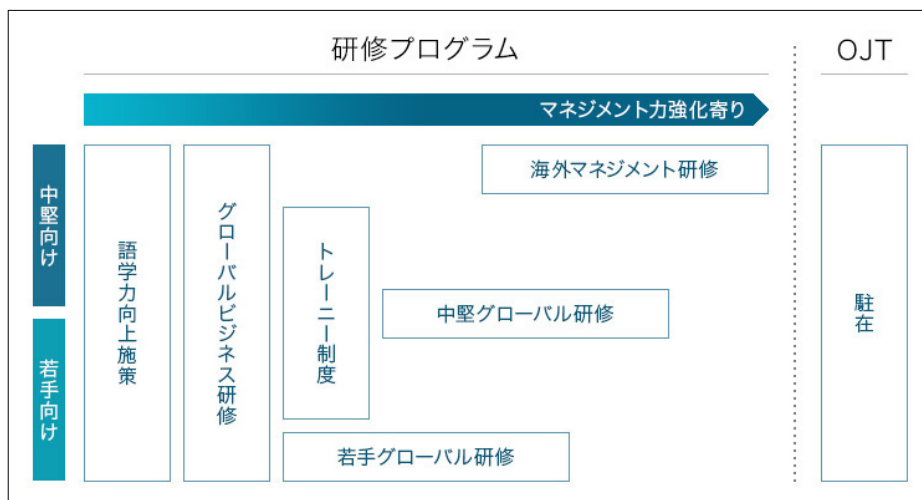 研修プログラム
OJT
マネジメント力強化寄り
中堅向け
若手向け
語学力向上施策
グローバルビジネス研修
トレーニー制度
海外マネジメント研修
中堅グローバル研修
若手グローバル研修
駐在